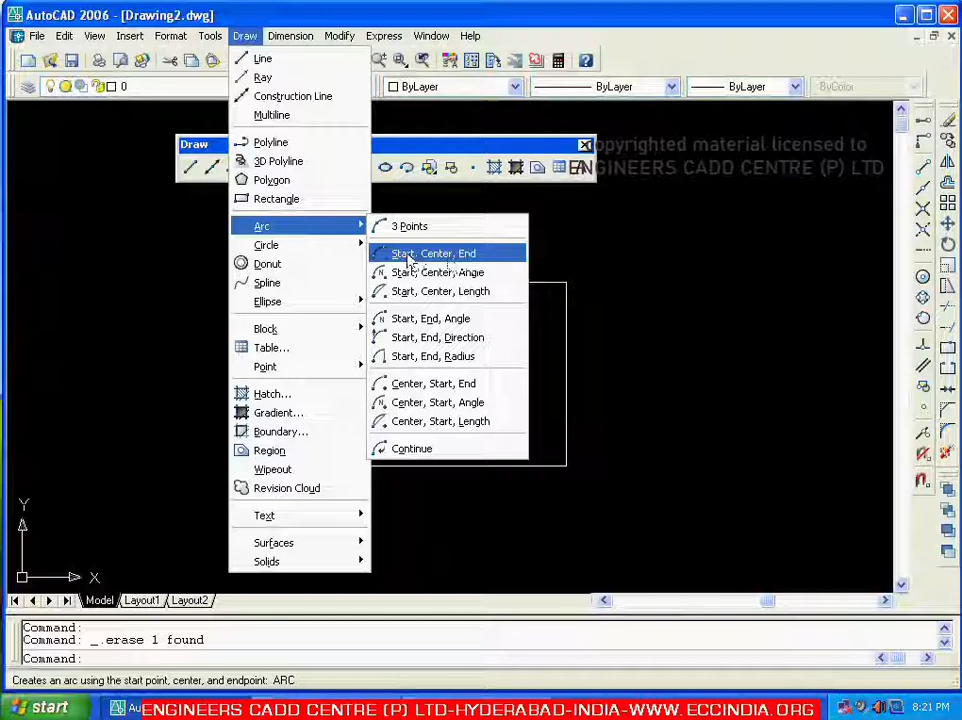 AutoCAD 2006 - [Drawing2.dwg]
File Edit View Insert Format Tools Draw Dimension Modify Express Window Help
0 ByLayer ByLayer ByLayer ByColor
Line
Ray
Construction Line
Multiline
Polyline
3D Polyline
Polygon
Rectangle
Arc
Circle
Donut
Spline
Ellipse
Block
Table...
Point
Hatch...
Gradient...
Boundary...
Region
Wipeout
Revision Cloud
Text
Surfaces
Solids
3 Points
Start, Center, End
Start, Center, Angle
Start, Center, Length
Start, End, Angle
Start, End, Direction
Start, End, Radius
Center, Start, End
Center, Start, Angle
Center, Start, Length
Continue
Draw
A
opyrighted material licensed to
ENGINEERS CADD CENTRE (P) LTD
Y
X
Model Layout1 Layout2
Command:
Command: _.erase 1 found
Command:
Creates an arc using the start point, center, and endpoint: ARC
start
ENGINEERS CADD CENTRE (P) LTD-HYDERABAD-INDIA-WWW.ECCINDIA.ORG
8:21 PM